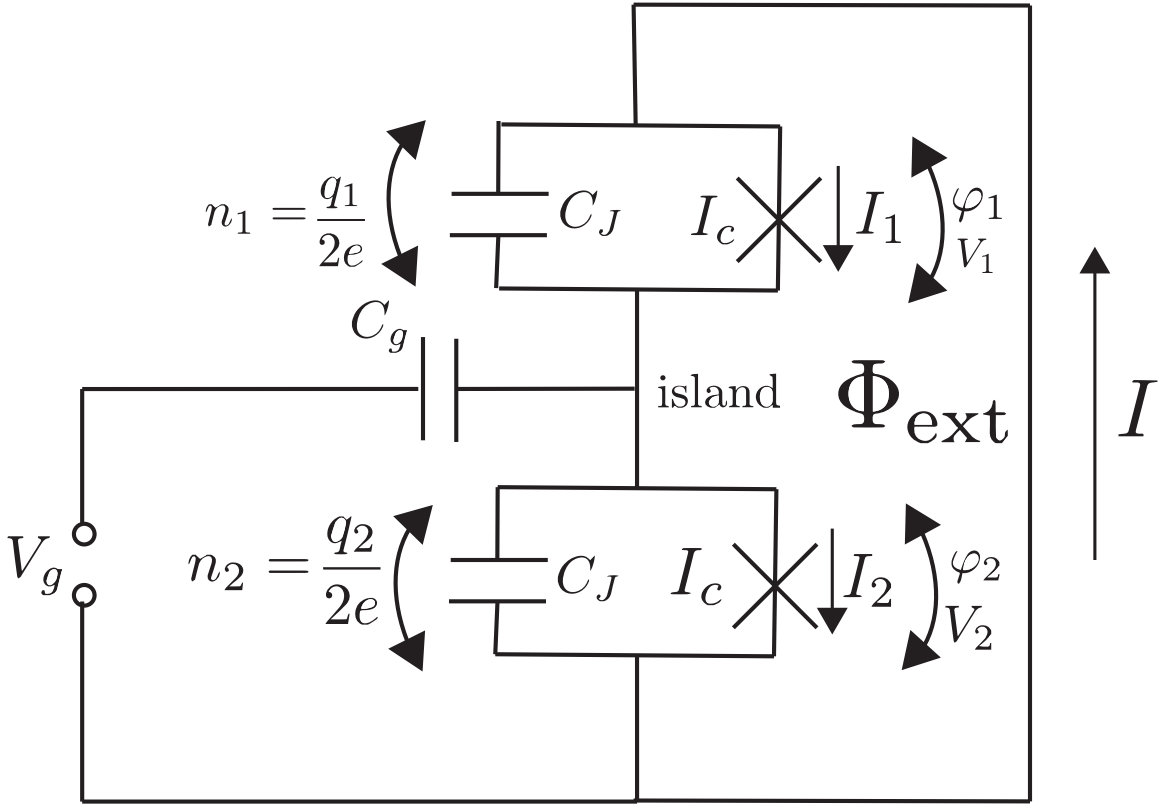 n₁ = q₁/2e
C_J
I_c
I₁
φ₁
V₁
C_g
island
Φ_ext
I
V_g
n₂ = q₂/2e
C_J
I_c
I₂
φ₂
V₂